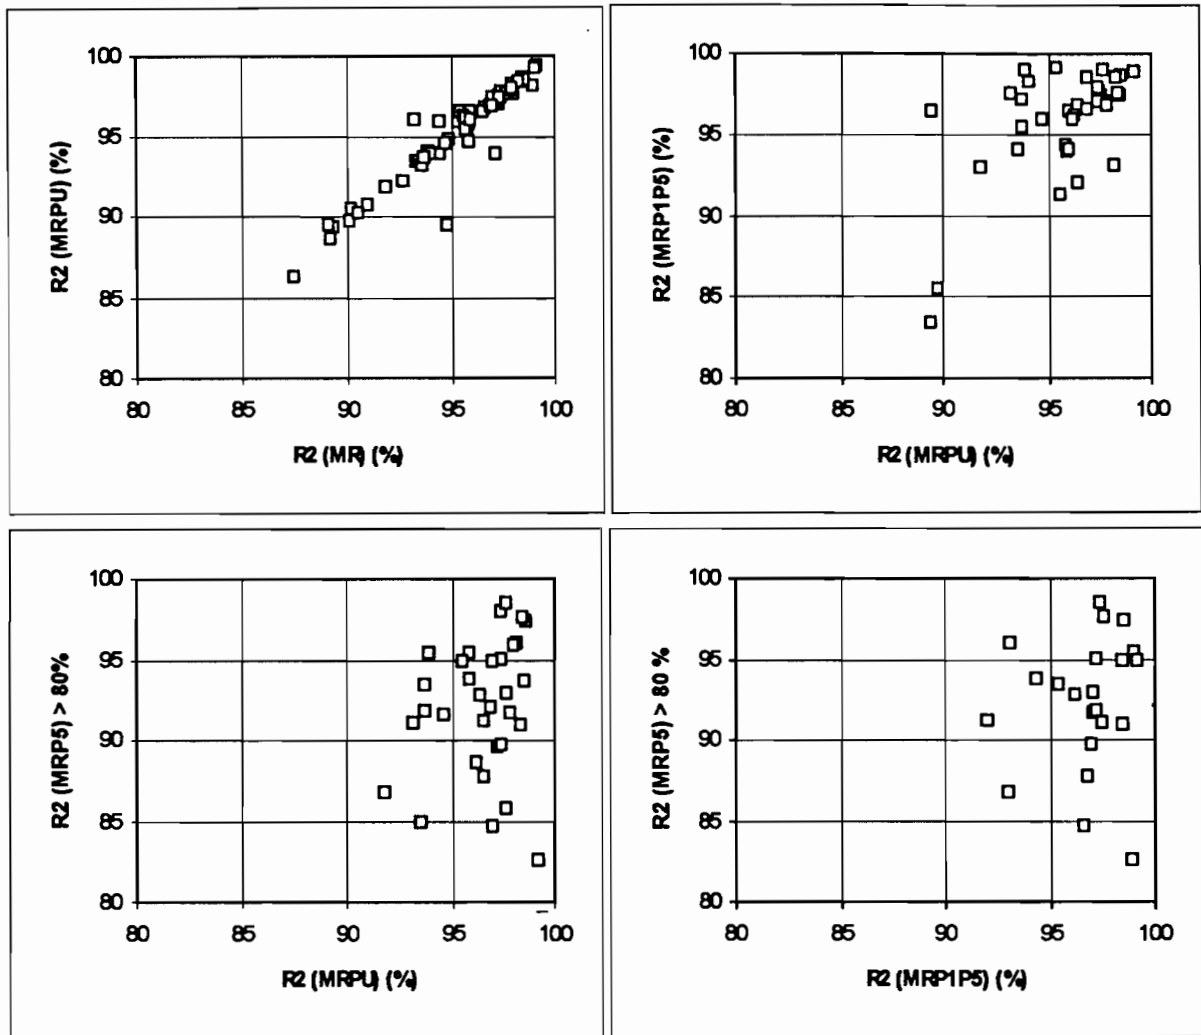 100
95
90
85
80
R2 (MRPU) (%)
80 85 90 95 100
R2 (MR) (%)
100
95
90
85
80
R2 (MRP1P5) (%)
80 85 90 95 100
R2 (MRPU) (%)
100
95
90
85
80
R2 (MRP5) > 80%
80 85 90 95 100
R2 (MRPU) (%)
100
95
90
85
80
R2 (MRP5) > 80 %
80 85 90 95 100
R2 (MRP1P5) (%)